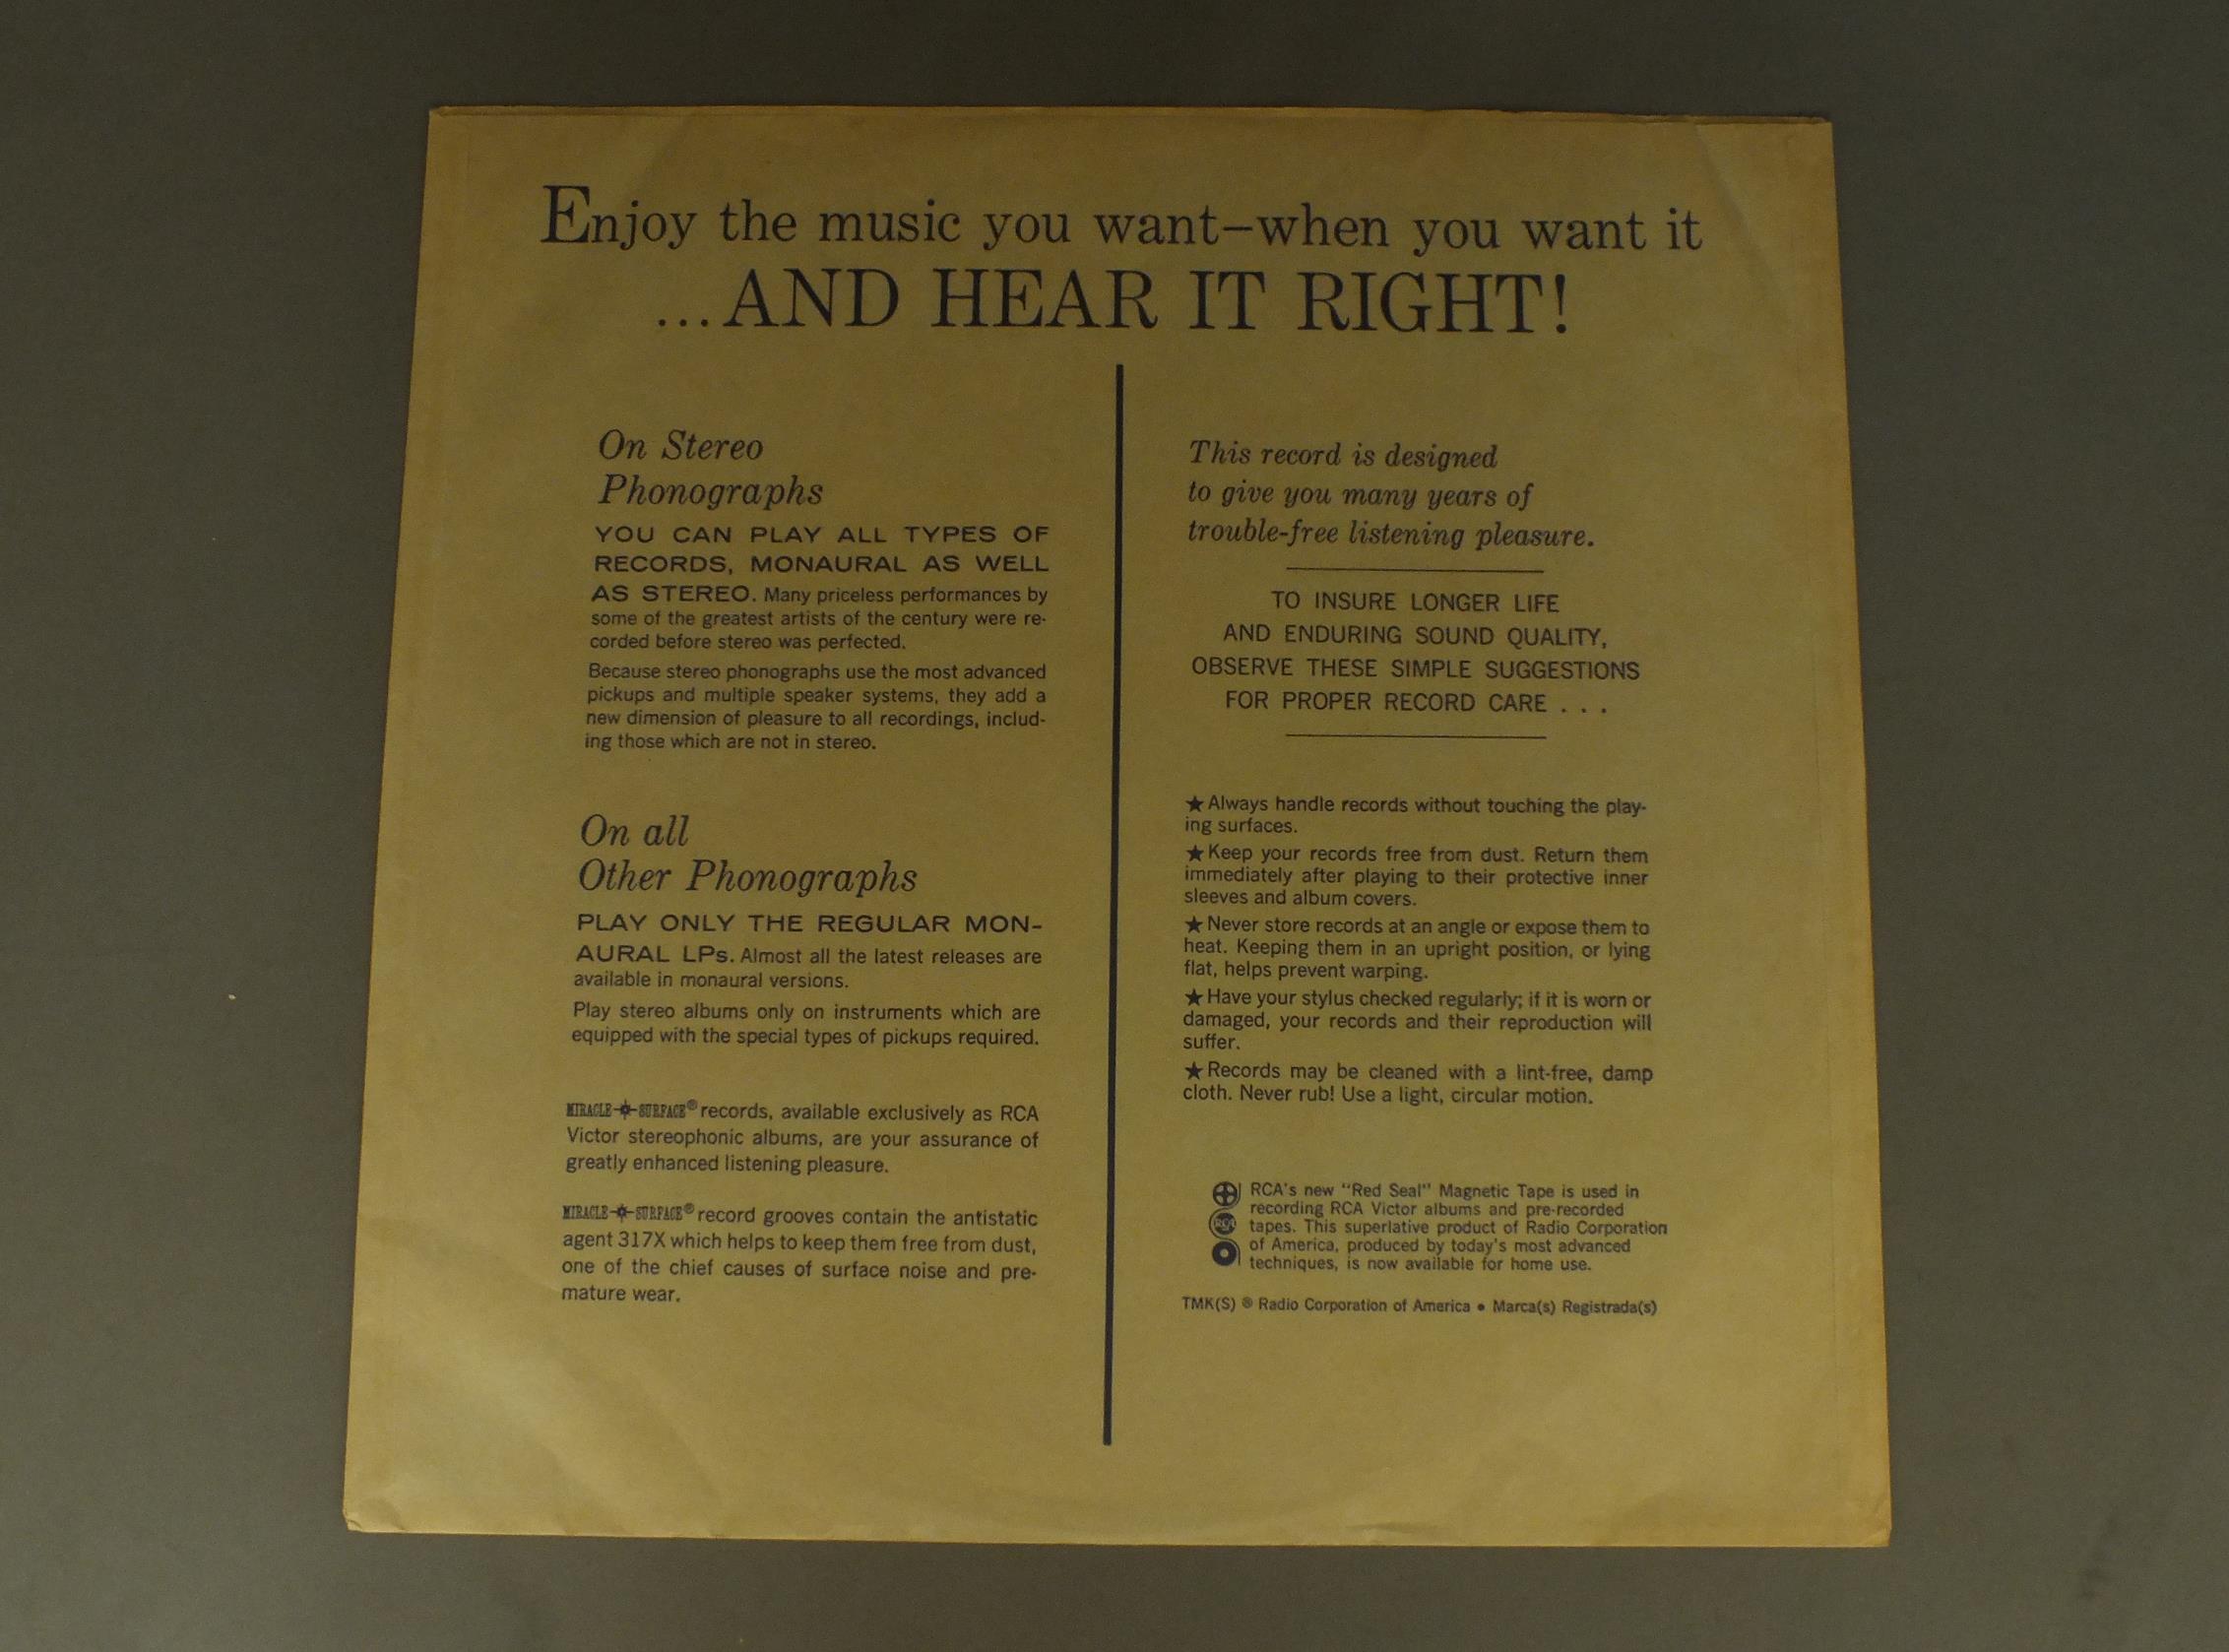 Enjoy the music you want—when you want it
...AND HEAR IT RIGHT!
On Stereo
Phonographs
YOU CAN PLAY ALL TYPES OF
RECORDS, MONAURAL AS WELL
AS STEREO. Many priceless performances by
some of the greatest artists of the century were re-
corded before stereo was perfected.
Because stereo phonographs use the most advanced
pickups and multiple speaker systems, they add a
new dimension of pleasure to all recordings, includ-
ing those which are not in stereo.
On all
Other Phonographs
PLAY ONLY THE REGULAR MON-
AURAL LPs. Almost all the latest releases are
available in monaural versions.
Play stereo albums only on instruments which are
equipped with the special types of pickups required.
MIRACLE SURFACE® records, available exclusively as RCA
Victor stereophonic albums, are your assurance of
greatly enhanced listening pleasure.
MIRACLE SURFACE® record grooves contain the antistatic
agent 317X which helps to keep them free from dust,
one of the chief causes of surface noise and pre-
mature wear.
This record is designed
to give you many years of
trouble-free listening pleasure.
TO INSURE LONGER LIFE
AND ENDURING SOUND QUALITY,
OBSERVE THESE SIMPLE SUGGESTIONS
FOR PROPER RECORD CARE . . .
★ Always handle records without touching the play-
ing surfaces.
★ Keep your records free from dust. Return them
immediately after playing to their protective inner
sleeves and album covers.
★ Never store records at an angle or expose them to
heat. Keeping them in an upright position, or lying
flat, helps prevent warping.
★ Have your stylus checked regularly; if it is worn or
damaged, your records and their reproduction will
suffer.
★ Records may be cleaned with a lint-free, damp
cloth. Never rub! Use a light, circular motion.
RCA
RCA's new "Red Seal" Magnetic Tape is used in
recording RCA Victor albums and pre-recorded
tapes. This superlative product of Radio Corporation
of America, produced by today's most advanced
techniques, is now available for home use.
TMK(S) ® Radio Corporation of America • Marca(s) Registrada(s)